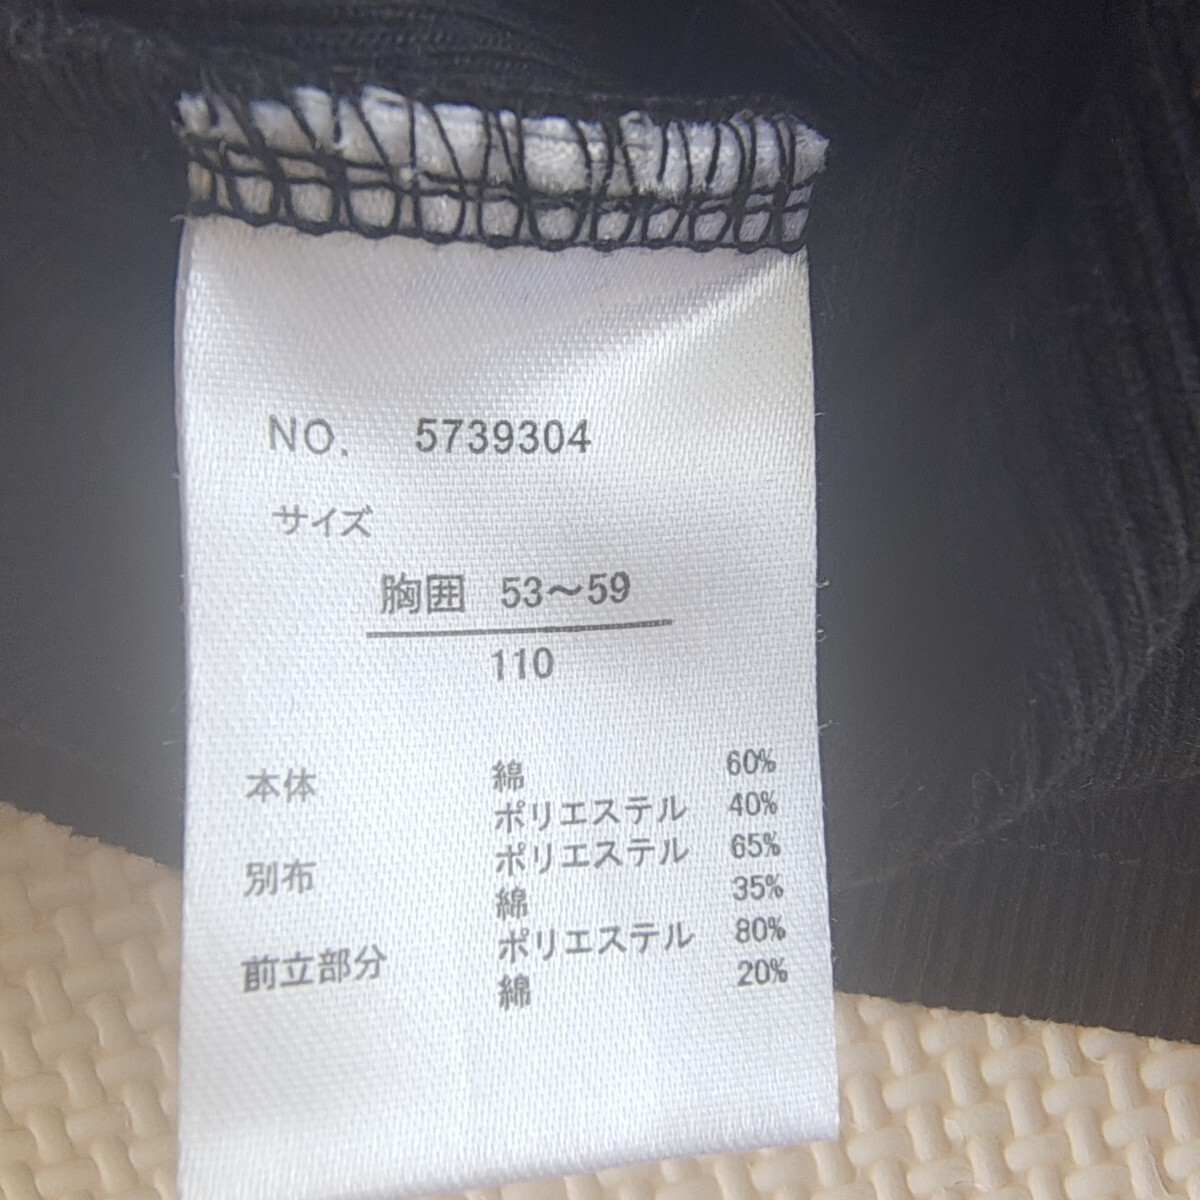 NO. 5739304
サイズ
胸囲 53～59
110
本体 綿 60%
ポリエステル 40%
別布 ポリエステル 65%
綿 35%
前立部分 ポリエステル 80%
綿 20%